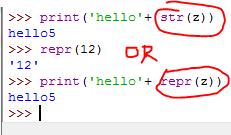 >>> print('hello'+ str(z))
hello5
>>> repr(12)
OR
'12'
>>> print('hello'+ repr(z))
hello5
>>>